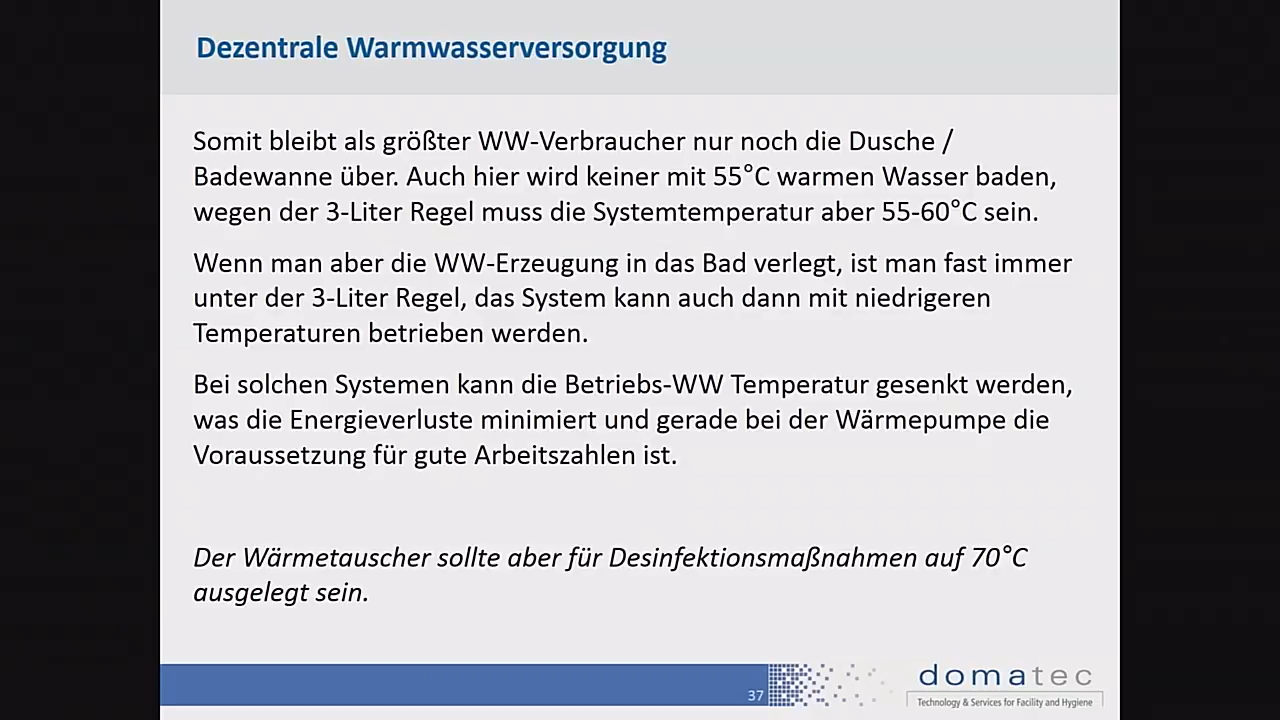 Dezentrale Warmwasserversorgung
Somit bleibt als größter WW-Verbraucher nur noch die Dusche /
Badewanne über. Auch hier wird keiner mit 55°C warmen Wasser baden,
wegen der 3-Liter Regel muss die Systemtemperatur aber 55-60°C sein.
Wenn man aber die WW-Erzeugung in das Bad verlegt, ist man fast immer
unter der 3-Liter Regel, das System kann auch dann mit niedrigeren
Temperaturen betrieben werden.
Bei solchen Systemen kann die Betriebs-WW Temperatur gesenkt werden,
was die Energieverluste minimiert und gerade bei der Wärmepumpe die
Voraussetzung für gute Arbeitszahlen ist.
Der Wärmetauscher sollte aber für Desinfektionsmaßnahmen auf 70°C
ausgelegt sein.
37
domatec
Technology & Services for Facility and Hygiene